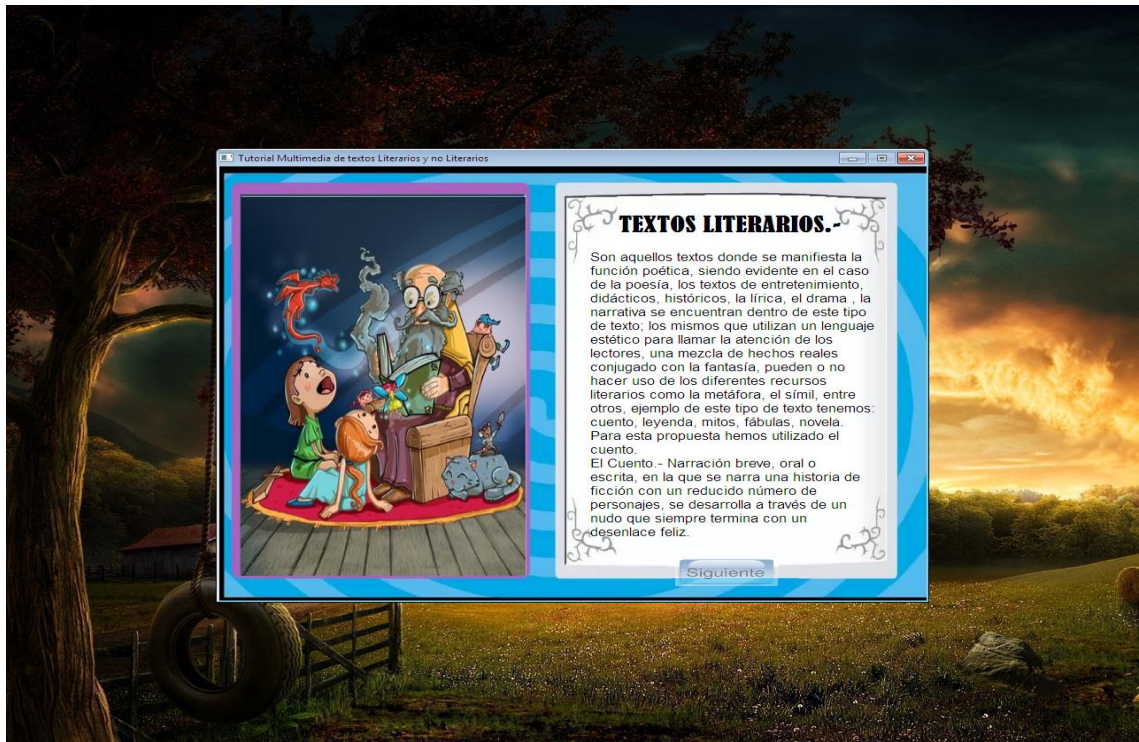 Tutorial Multimedia de textos Literarios y no Literarios
TEXTOS LITERARIOS.-
Son aquellos textos donde se manifiesta la
función poética, siendo evidente en el caso
de la poesía, los textos de entretenimiento,
didácticos, históricos, la lírica, el drama , la
narrativa se encuentran dentro de este tipo
de texto; los mismos que utilizan un lenguaje
estético para llamar la atención de los
lectores, una mezcla de hechos reales
conjugado con la fantasía, pueden o no
hacer uso de los diferentes recursos
literarios como la metáfora, el símil, entre
otros, ejemplo de este tipo de texto tenemos:
cuento, leyenda, mitos, fábulas, novela.
Para esta propuesta hemos utilizado el
cuento.
El Cuento.- Narración breve, oral o
escrita, en la que se narra una historia de
ficción con un reducido número de
personajes, se desarrolla a través de un
nudo que siempre termina con un
desenlace feliz.
Siguiente